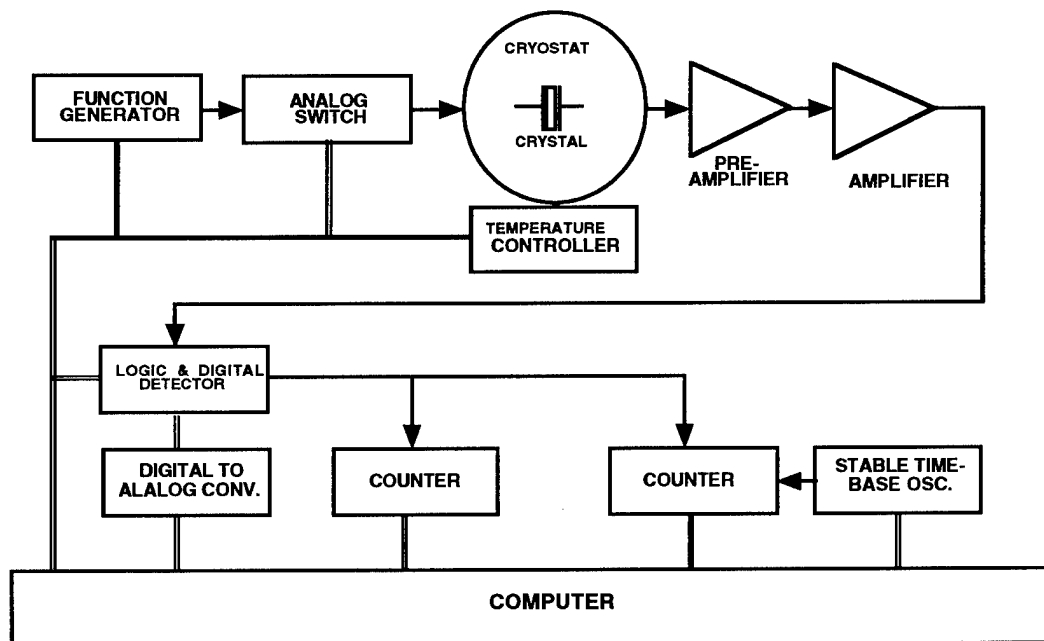 FUNCTION
GENERATOR
ANALOG
SWITCH
CRYOSTAT
CRYSTAL
PRE-
AMPLIFIER
AMPLIFIER
TEMPERATURE
CONTROLLER
LOGIC & DIGITAL
DETECTOR
DIGITAL TO
ALALOG CONV.
COUNTER
COUNTER
STABLE TIME-
BASE OSC.
COMPUTER